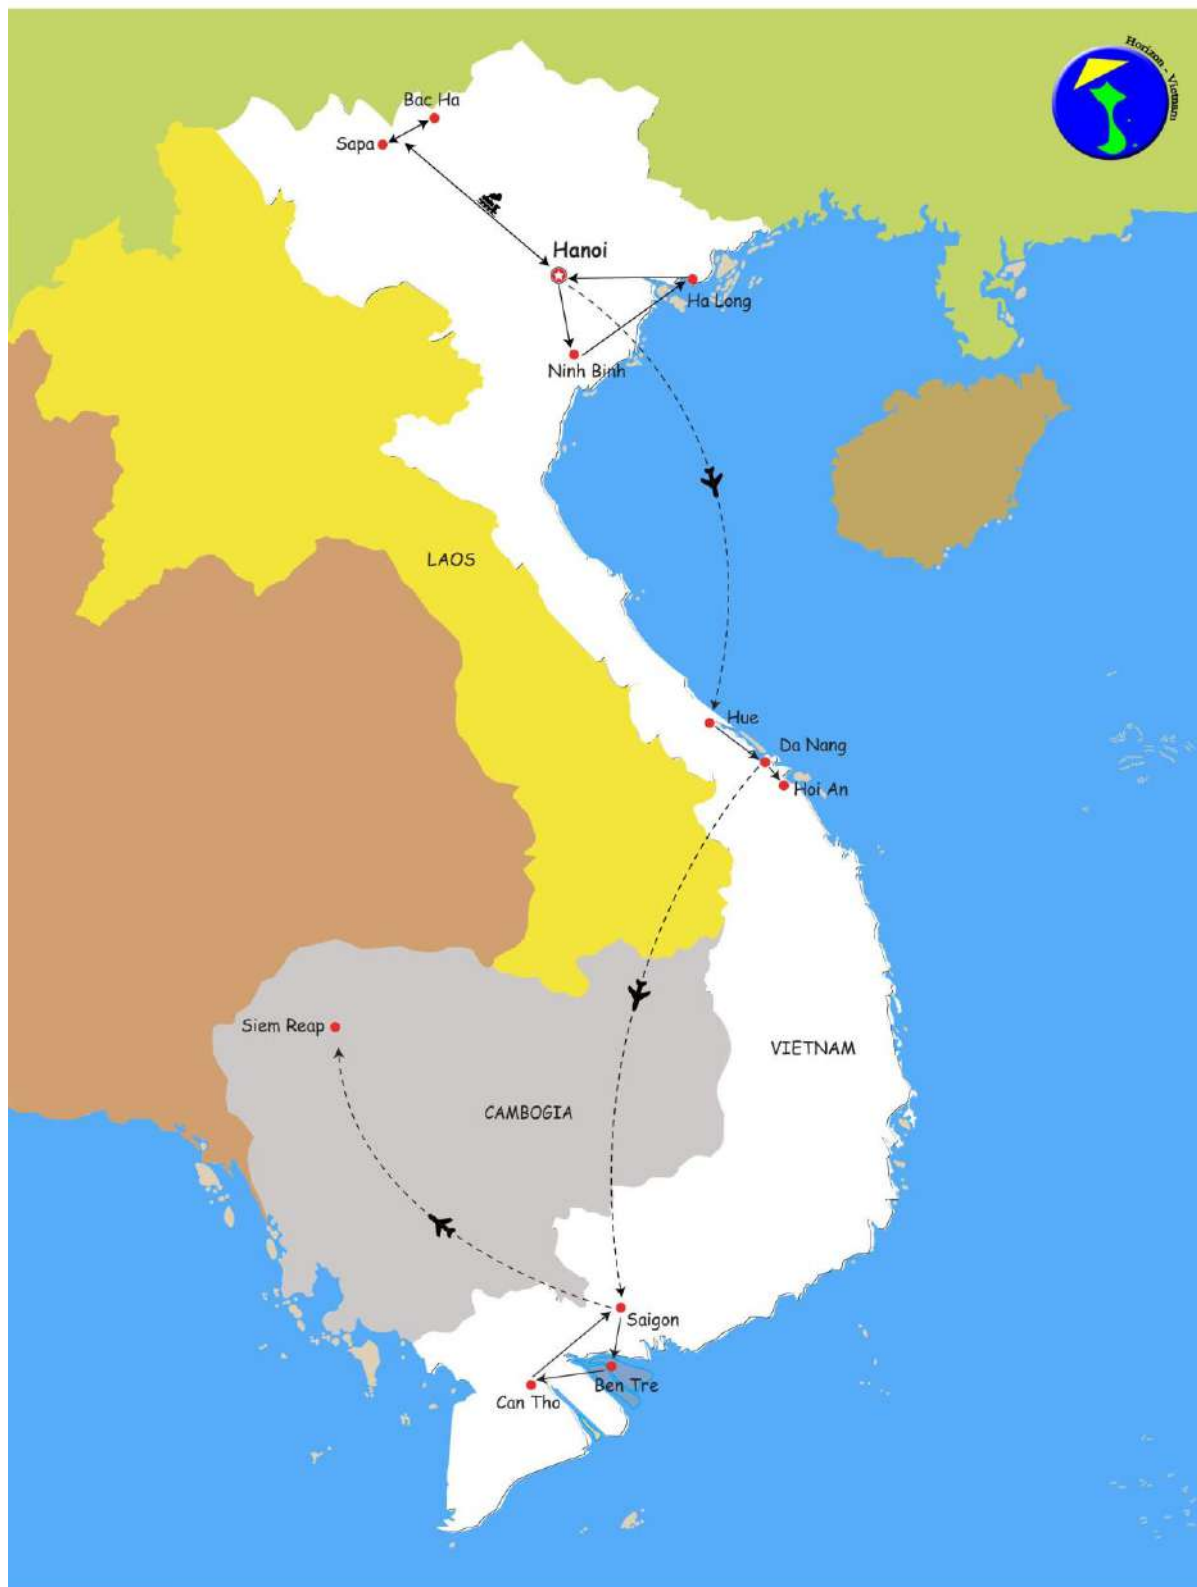 Horizon - Vietnam
Bac Ha
Sapa
Hanoi
Ha Long
Ninh Binh
LAOS
Hue
Da Nang
Hoi An
Siem Reap
VIETNAM
CAMBOGIA
Saigon
Ben Tre
Can Tho